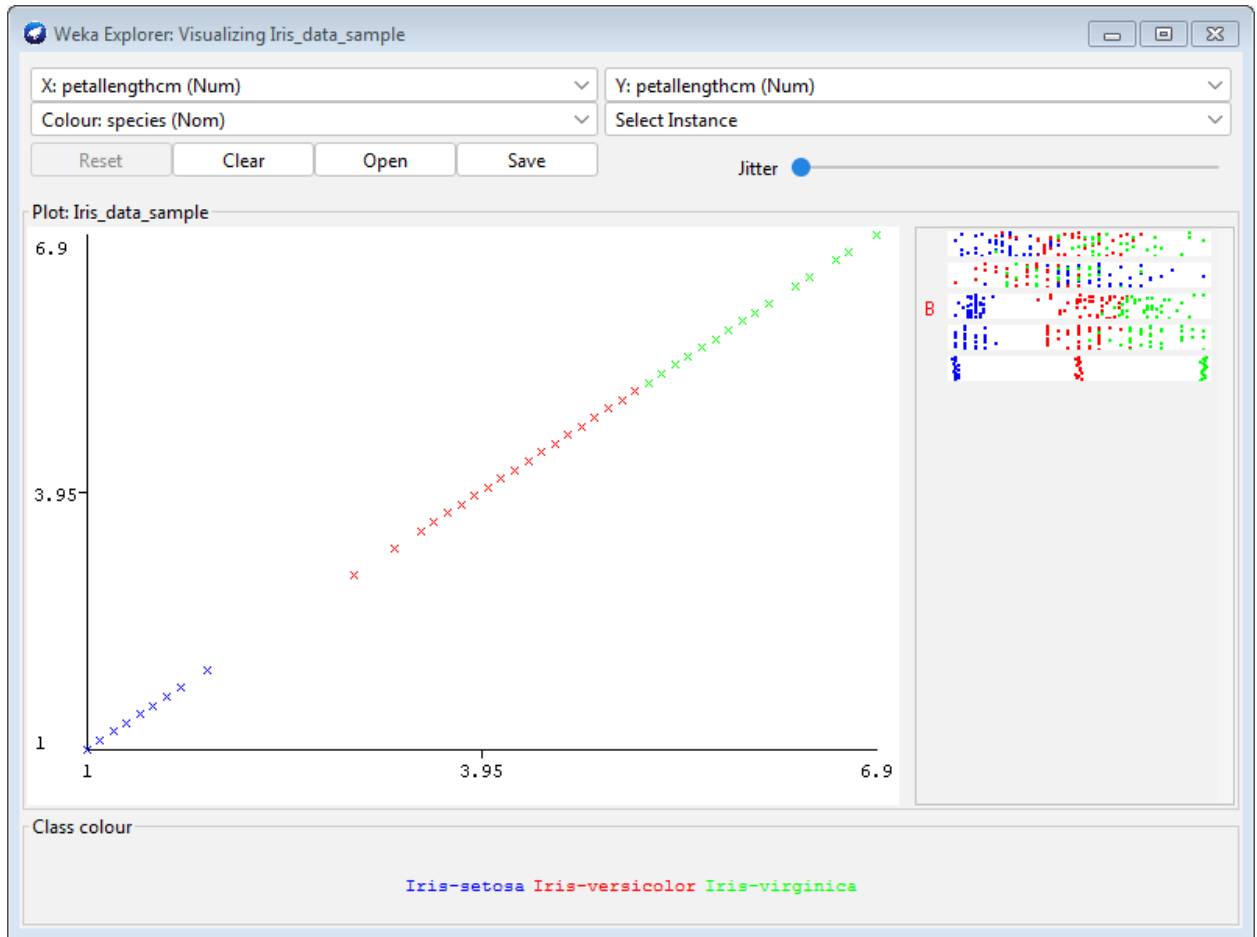 Weka Explorer: Visualizing Iris_data_sample
X: petallengthcm (Num)
Y: petallengthcm (Num)
Colour: species (Nom)
Select Instance
Reset
Clear
Open
Save
Jitter
Plot: Iris_data_sample
6.9
3.95
1
1
3.95
6.9
B
Class colour
Iris-setosa Iris-versicolor Iris-virginica